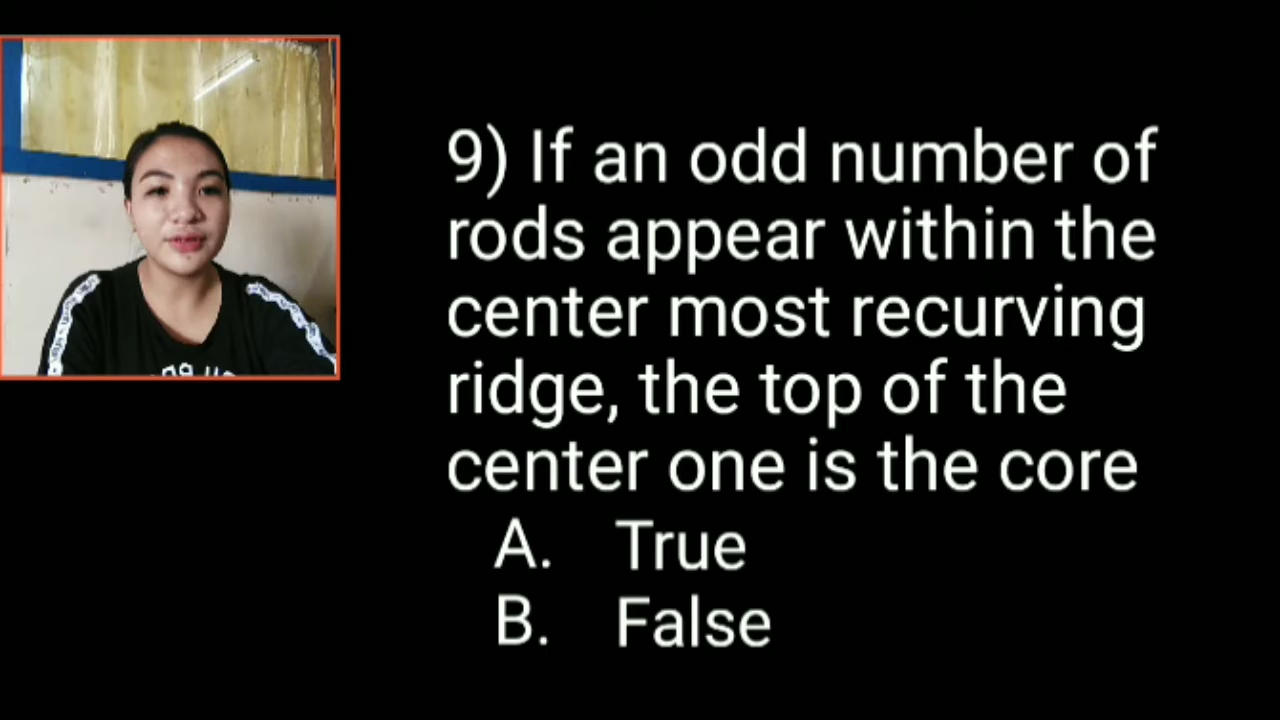 9) If an odd number of
rods appear within the
center most recurving
ridge, the top of the
center one is the core
A. True
B. False